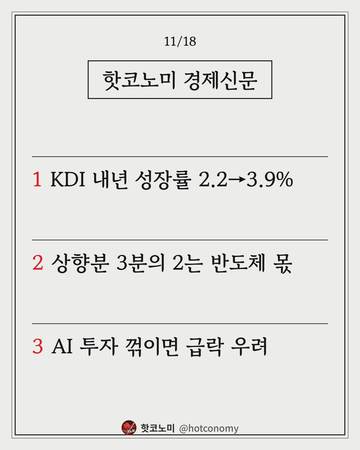 11/18
핫코노미 경제신문
1 KDI 내년 성장률 2.2→3.9%
2 상향분 3분의 2는 반도체 몫
3 AI 투자 꺾이면 급락 우려
핫코노미 @hotconomy